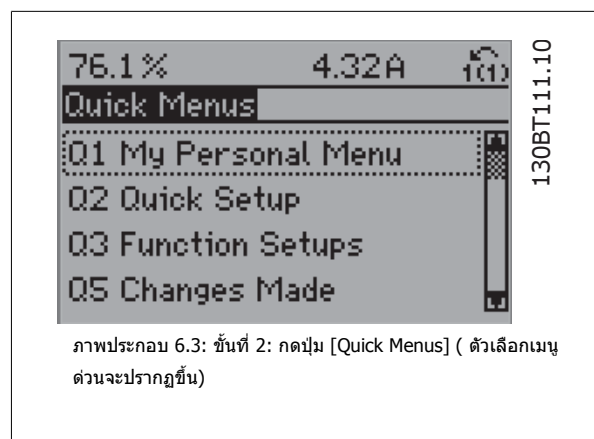 76.1% 4.32A 1(1)
Quick Menus
Q1 My Personal Menu
Q2 Quick Setup
Q3 Function Setups
Q5 Changes Made
130BT111.10
ภาพประกอบ 6.3: ขั้นที่ 2: กดปุ่ม [Quick Menus] ( ตัวเลือกเมนู
ด่วนจะปรากฏขึ้น)